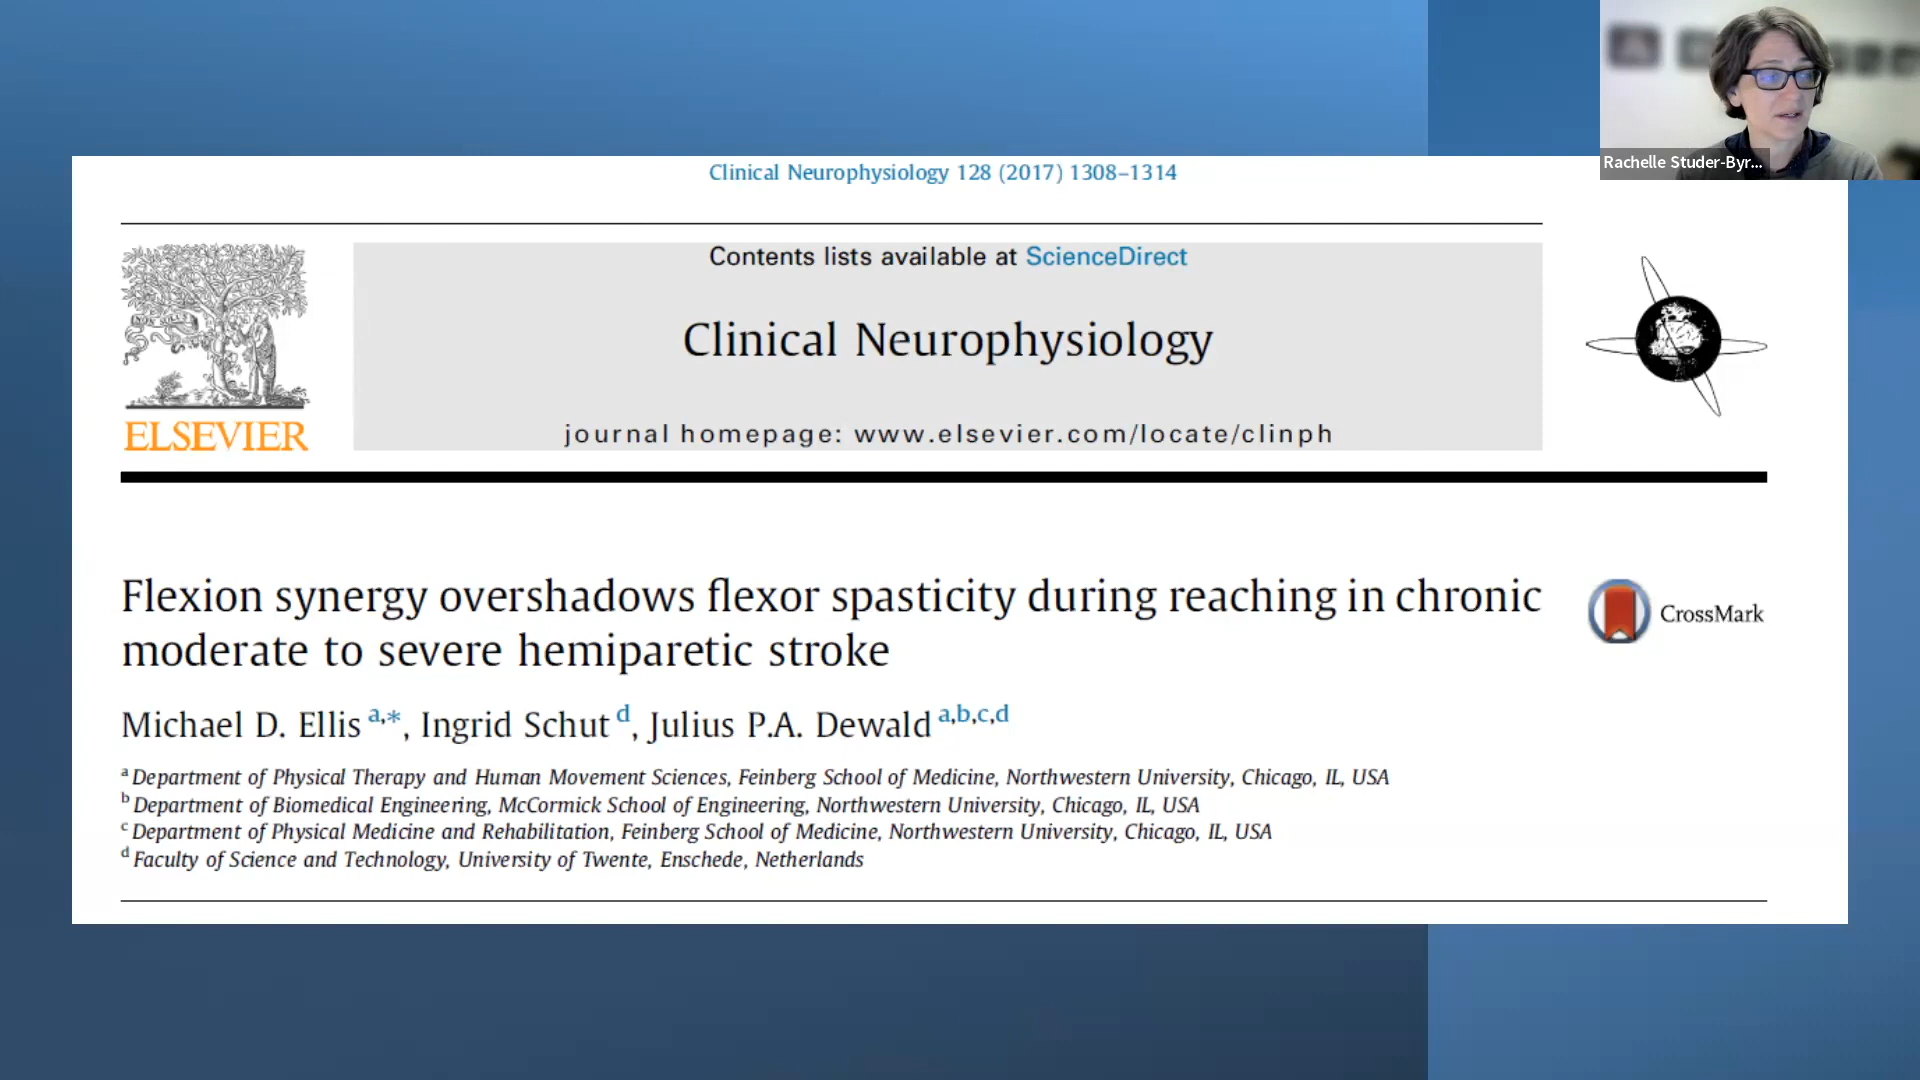 Rachelle Studer-Byr...
Clinical Neurophysiology 128 (2017) 1308–1314
Contents lists available at ScienceDirect
Clinical Neurophysiology
journal homepage: www.elsevier.com/locate/clinph
ELSEVIER
Flexion synergy overshadows flexor spasticity during reaching in chronic
moderate to severe hemiparetic stroke
CrossMark
Michael D. Ellis a,*, Ingrid Schut d, Julius P.A. Dewald a,b,c,d
a Department of Physical Therapy and Human Movement Sciences, Feinberg School of Medicine, Northwestern University, Chicago, IL, USA
b Department of Biomedical Engineering, McCormick School of Engineering, Northwestern University, Chicago, IL, USA
c Department of Physical Medicine and Rehabilitation, Feinberg School of Medicine, Northwestern University, Chicago, IL, USA
d Faculty of Science and Technology, University of Twente, Enschede, Netherlands